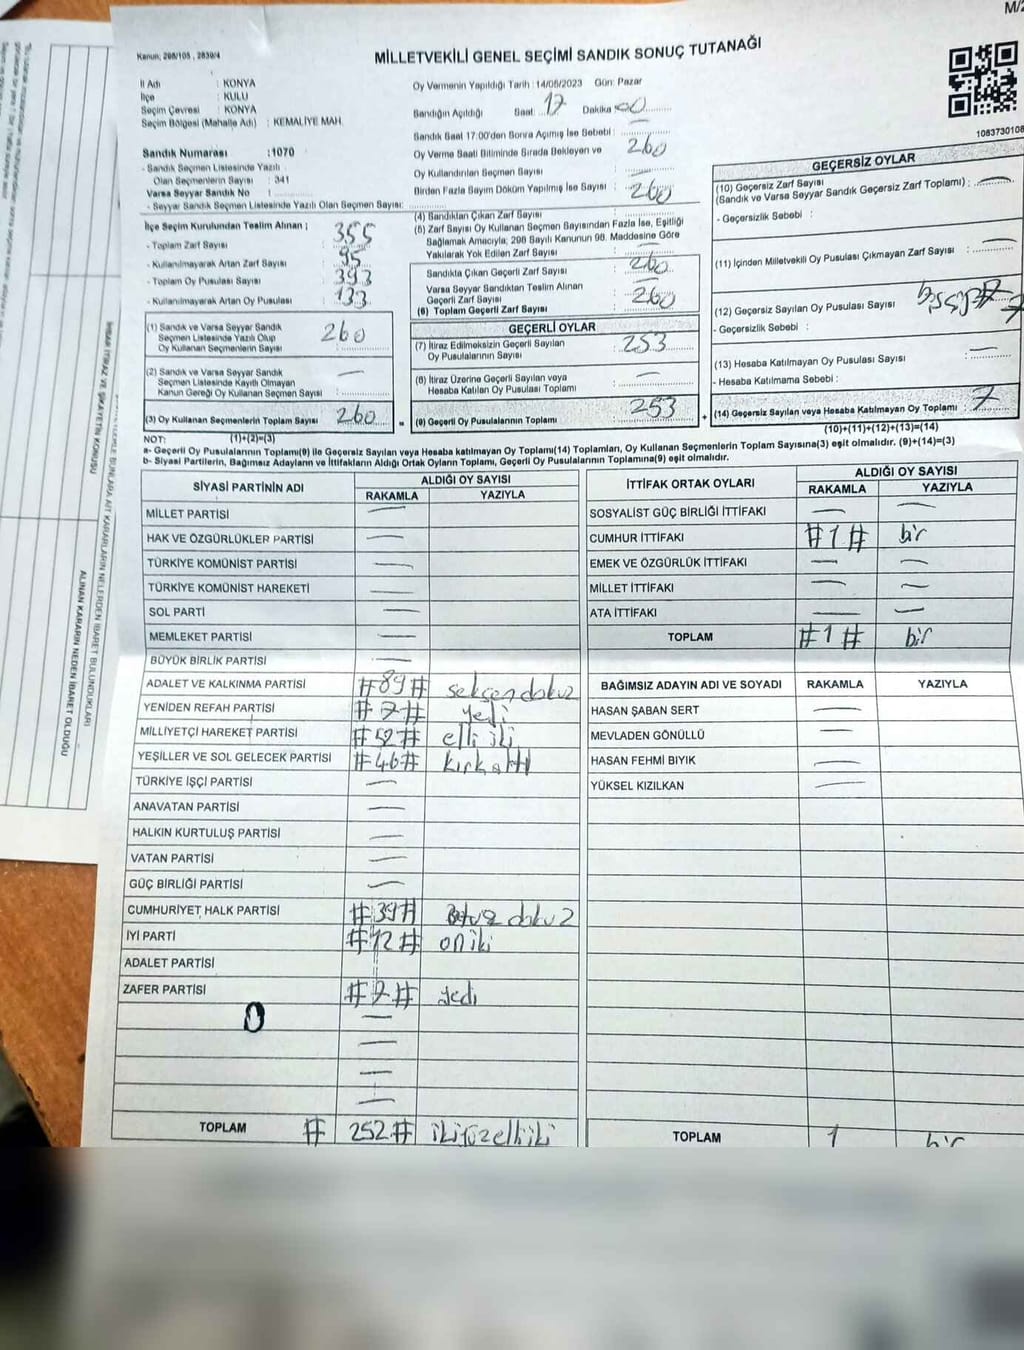 M/2
Kanun: 298/105 , 2839/4
MİLLETVEKİLİ GENEL SEÇİMİ SANDIK SONUÇ TUTANAĞI
1083730108
İl Adı : KONYA
İlçe : KULU
Seçim Çevresi : KONYA
Seçim Bölgesi (Mahalle Adı) : KEMALİYE MAH.
Sandık Numarası : 1070
- Sandık Seçmen Listesinde Yazılı
Olan Seçmenlerin Sayısı : 341
Varsa Seyyar Sandık No :
- Seyyar Sandık Seçmen Listesinde Yazılı Olan Seçmen Sayısı:
İlçe Seçim Kurulundan Teslim Alınan ;
- Toplam Zarf Sayısı : 355
- Kullanılmayarak Artan Zarf Sayısı : 95
- Toplam Oy Pusulası Sayısı : 393
- Kullanılmayarak Artan Oy Pusulası : 133
(1) Sandık ve Varsa Seyyar Sandık
Seçmen Listesinde Yazılı Olup
Oy Kullanan Seçmenlerin Sayısı : 260
(2) Sandık ve Varsa Seyyar Sandık
Seçmen Listesinde Kayıtlı Olmayan
Kanun Gereği Oy Kullanan Seçmen Sayısı : —
(3) Oy Kullanan Seçmenlerin Toplam Sayısı : 260
(1)+(2)=(3)
Oy Vermenin Yapıldığı Tarih : 14/05/2023 Gün: Pazar
Sandığın Açıldığı Saat 17 Dakika 00
Sandık Saat 17:00'den Sonra Açılmış İse Sebebi : —
Oy Verme Saati Bitiminde Sırada Bekleyen ve 260
Oy Kullandırılan Seçmen Sayısı
Birden Fazla Sayım Döküm Yapılmış İse Sayısı : —
(4) Sandıktan Çıkan Zarf Sayısı : 260
(5) Zarf Sayısı Oy Kullanan Seçmen Sayısından Fazla İse, Eşitliği
Sağlamak Amacıyla; 298 Sayılı Kanunun 98. Maddesine Göre
Yakılarak Yok Edilen Zarf Sayısı : —
Sandıkta Çıkan Geçerli Zarf Sayısı : 260
Varsa Seyyar Sandıktan Teslim Alınan
Geçerli Zarf Sayısı : —
(6) Toplam Geçerli Zarf Sayısı : 260
GEÇERLİ OYLAR
(7) İtiraz Edilmeksizin Geçerli Sayılan
Oy Pusulalarının Sayısı : 253
(8) İtiraz Üzerine Geçerli Sayılan veya
Hesaba Katılan Oy Pusulası Toplamı : —
(9) Geçerli Oy Pusulalarının Toplamı : 253
GEÇERSİZ OYLAR
(10) Geçersiz Zarf Sayısı
(Sandık ve Varsa Seyyar Sandık Geçersiz Zarf Toplamı) : —
- Geçersizlik Sebebi :
(11) İçinden Milletvekili Oy Pusulası Çıkmayan Zarf Sayısı : —
(12) Geçersiz Sayılan Oy Pusulası Sayısı : 7
- Geçersizlik Sebebi :
(13) Hesaba Katılmayan Oy Pusulası Sayısı : —
- Hesaba Katılmama Sebebi :
(14) Geçersiz Sayılan veya Hesaba Katılmayan Oy Toplamı : 7
(10)+(11)+(12)+(13)=(14)
NOT:
a- Geçerli Oy Pusulalarının Toplamı(9) ile Geçersiz Sayılan veya Hesaba katılmayan Oy Toplamı(14) Toplamları, Oy Kullanan Seçmenlerin Toplam Sayısına(3) eşit olmalıdır. (9)+(14)=(3)
b- Siyasi Partilerin, Bağımsız Adayların ve İttifakların Aldığı Ortak Oyların Toplamı, Geçerli Oy Pusulalarının Toplamına(9) eşit olmalıdır.
SİYASİ PARTİNİN ADI ALDIĞI OY SAYISI
RAKAMLA YAZIYLA
MİLLET PARTİSİ —
HAK VE ÖZGÜRLÜKLER PARTİSİ —
TÜRKİYE KOMÜNİST PARTİSİ —
TÜRKİYE KOMÜNİST HAREKETİ —
SOL PARTİ —
MEMLEKET PARTİSİ —
BÜYÜK BİRLİK PARTİSİ —
ADALET VE KALKINMA PARTİSİ #89# seksendokuz
YENİDEN REFAH PARTİSİ #7# yedi
MİLLİYETÇİ HAREKET PARTİSİ #52# elli iki
YEŞİLLER VE SOL GELECEK PARTİSİ #46# kırkaltı
TÜRKİYE İŞÇİ PARTİSİ —
ANAVATAN PARTİSİ —
HALKIN KURTULUŞ PARTİSİ —
VATAN PARTİSİ —
GÜÇ BİRLİĞİ PARTİSİ —
CUMHURİYET HALK PARTİSİ #39# otuz dokuz
İYİ PARTİ #12# oniki
ADALET PARTİSİ
ZAFER PARTİSİ #7# yedi
0
TOPLAM # 252# ikiyüzelliiki
İTTİFAK ORTAK OYLARI ALDIĞI OY SAYISI
RAKAMLA YAZIYLA
SOSYALİST GÜÇ BİRLİĞİ İTTİFAKI — —
CUMHUR İTTİFAKI #1# bir
EMEK VE ÖZGÜRLÜK İTTİFAKI — —
MİLLET İTTİFAKI — —
ATA İTTİFAKI — —
TOPLAM #1# bir
BAĞIMSIZ ADAYIN ADI VE SOYADI RAKAMLA YAZIYLA
HASAN ŞABAN SERT —
MEVLADEN GÖNÜLLÜ —
HASAN FEHMİ BIYIK —
YÜKSEL KIZILKAN —
TOPLAM 1 bir
İHBAR İTİRAZ VE ŞİKAYETİN KONUSU
ALINAN KARARIN NEDEN İBARET OLDUĞU